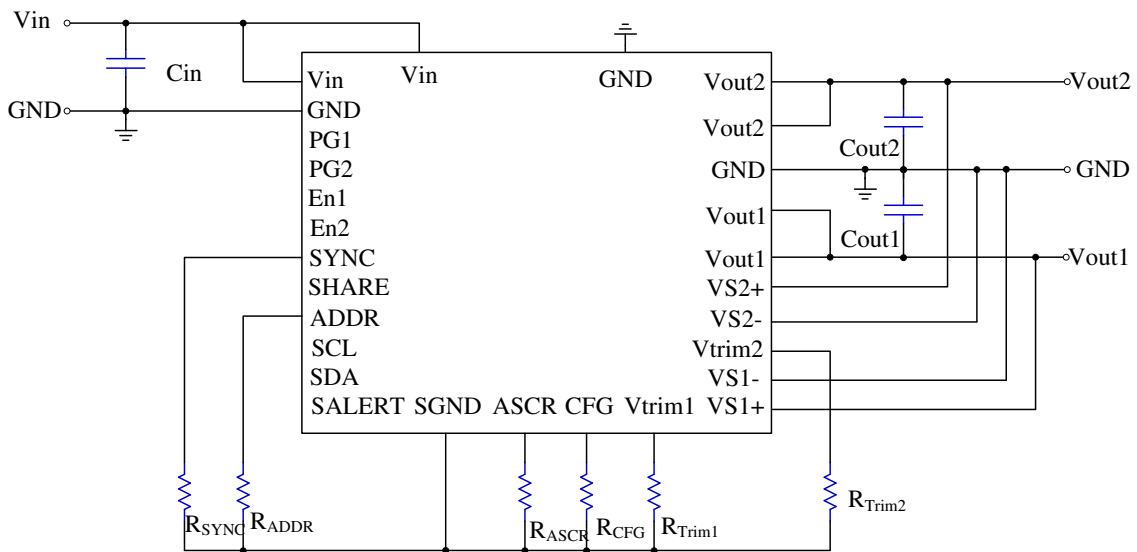 Vin
Cin
GND
Vin
GND
Vin
GND
PG1
PG2
En1
En2
SYNC
SHARE
ADDR
SCL
SDA
SALERT SGND ASCR CFG Vtrim1
Vout2
Vout2
GND
Vout1
Vout1
VS2+
VS2-
Vtrim2
VS1-
VS1+
Cout2
Cout1
Vout2
GND
Vout1
RSYNC
RADDR
RASCR
RCFG
RTrim1
RTrim2